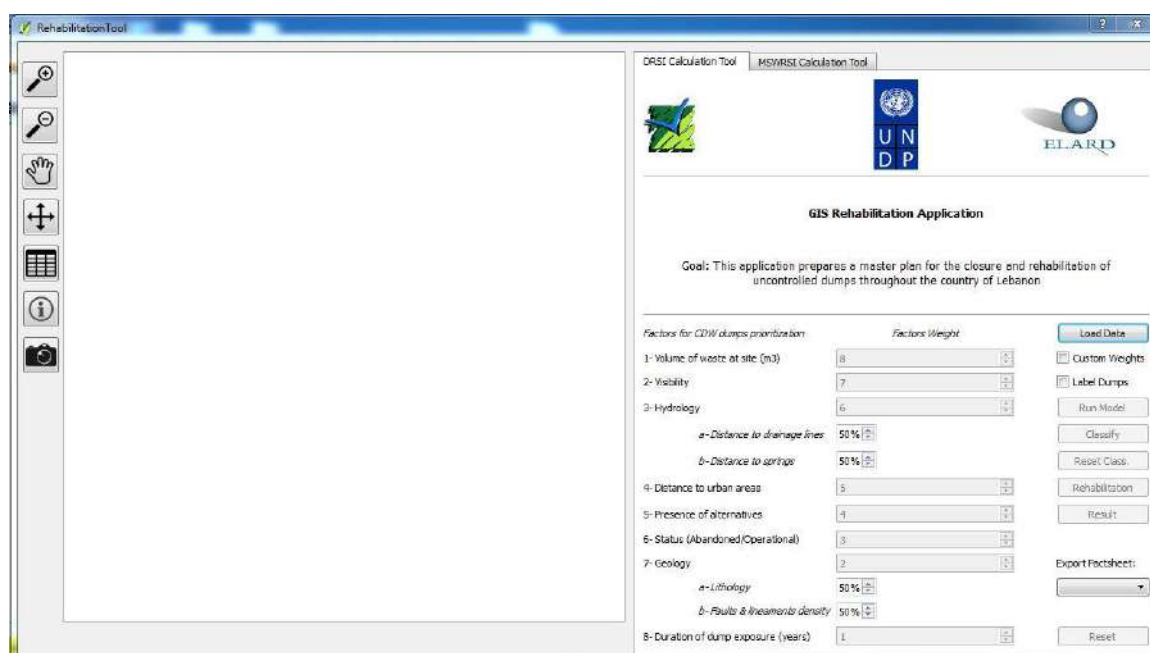 RehabilitationTool
DRSI Calculation Tool
MSWRSI Calculation Tool
UN
DP
ELARD
GIS Rehabilitation Application
Goal: This application prepares a master plan for the closure and rehabilitation of
uncontrolled dumps throughout the country of Lebanon
Factors for CDW dumps prioritization Factors Weight Load Data
1- Volume of waste at site (m3) 8 Custom Weights
2- Visibility 7 Label Dumps
3- Hydrology 6 Run Model
a- Distance to drainage lines 50% Classify
b- Distance to springs 50% Reset Class.
4- Distance to urban areas 5 Rehabilitation
5- Presence of alternatives 4 Result
6- Status (Abandoned/Operational) 3
7- Geology 2 Export Factsheet:
a- Lithology 50%
b- Faults & lineaments density 50%
8- Duration of dump exposure (years) 1 Reset